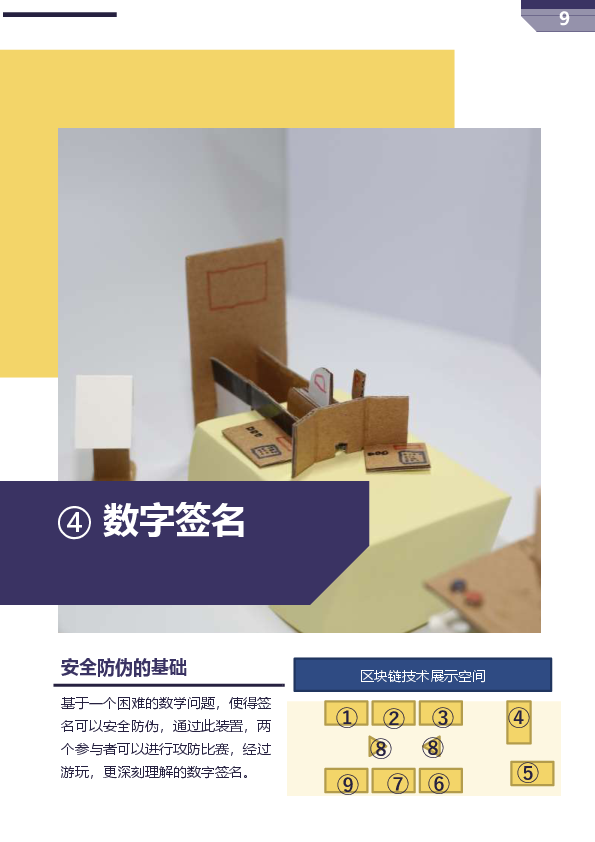 9
④ 数字签名
安全防伪的基础
基于一个困难的数学问题，使得签
名可以安全防伪，通过此装置，两
个参与者可以进行攻防比赛，经过
游玩，更深刻理解的数字签名。
区块链技术展示空间
① ② ③ ④
⑧ ⑧
⑤
⑨ ⑦ ⑥